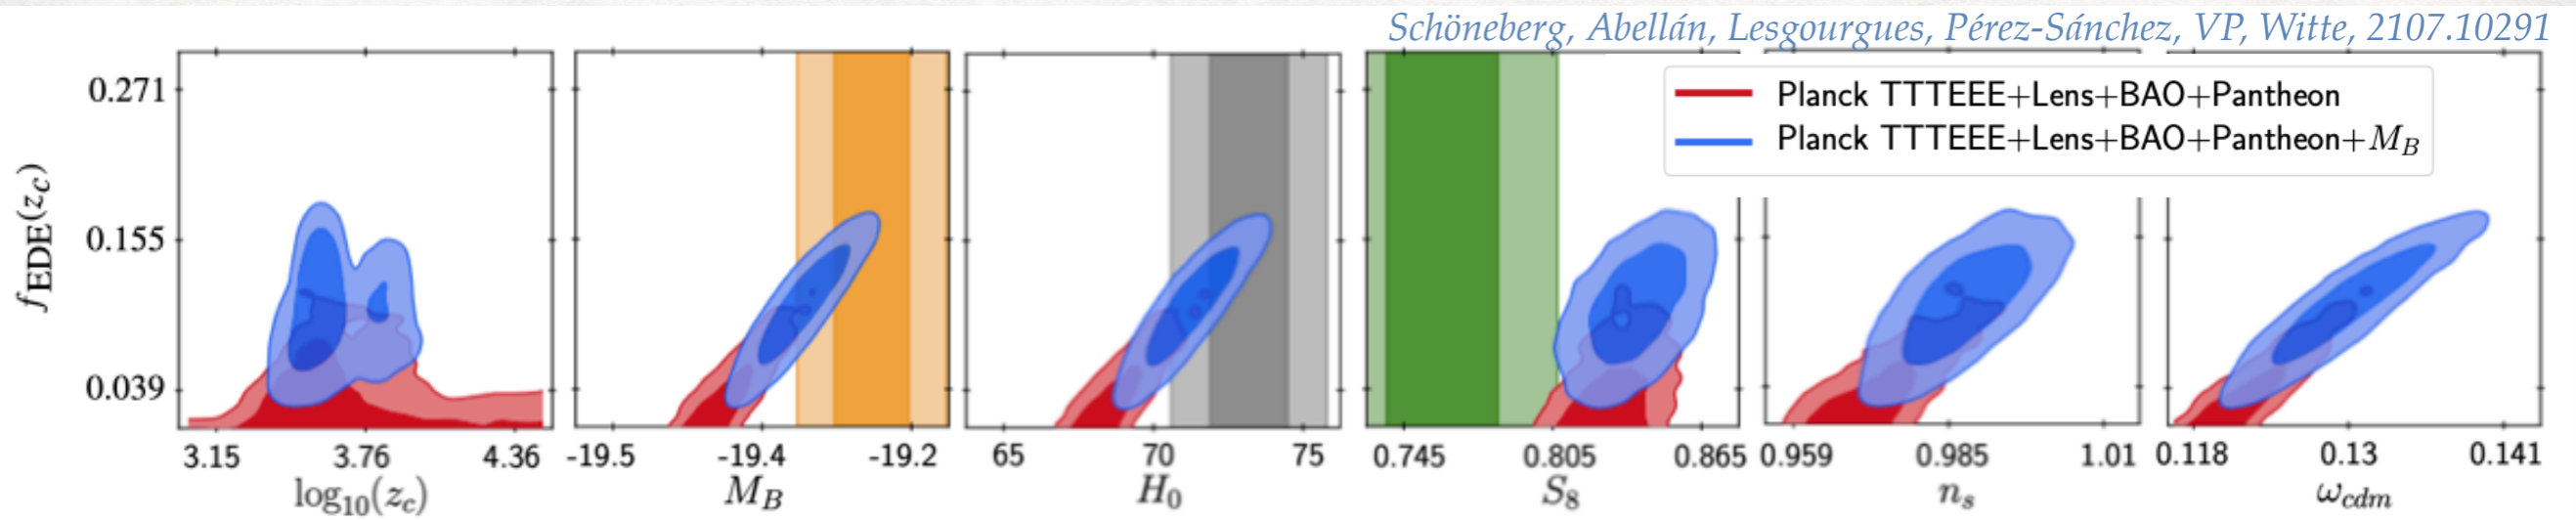 Schöneberg, Abellán, Lesgourgues, Pérez-Sánchez, VP, Witte, 2107.10291
Planck TTTEEE+Lens+BAO+Pantheon
Planck TTTEEE+Lens+BAO+Pantheon+M_B
0.271
0.155
0.039
f_EDE(z_c)
3.15 3.76 4.36 -19.5 -19.4 -19.2 65 70 75 0.745 0.805 0.865 0.959 0.985 1.01 0.118 0.13 0.141
log₁₀(z_c) M_B H₀ S₈ n_s ω_cdm